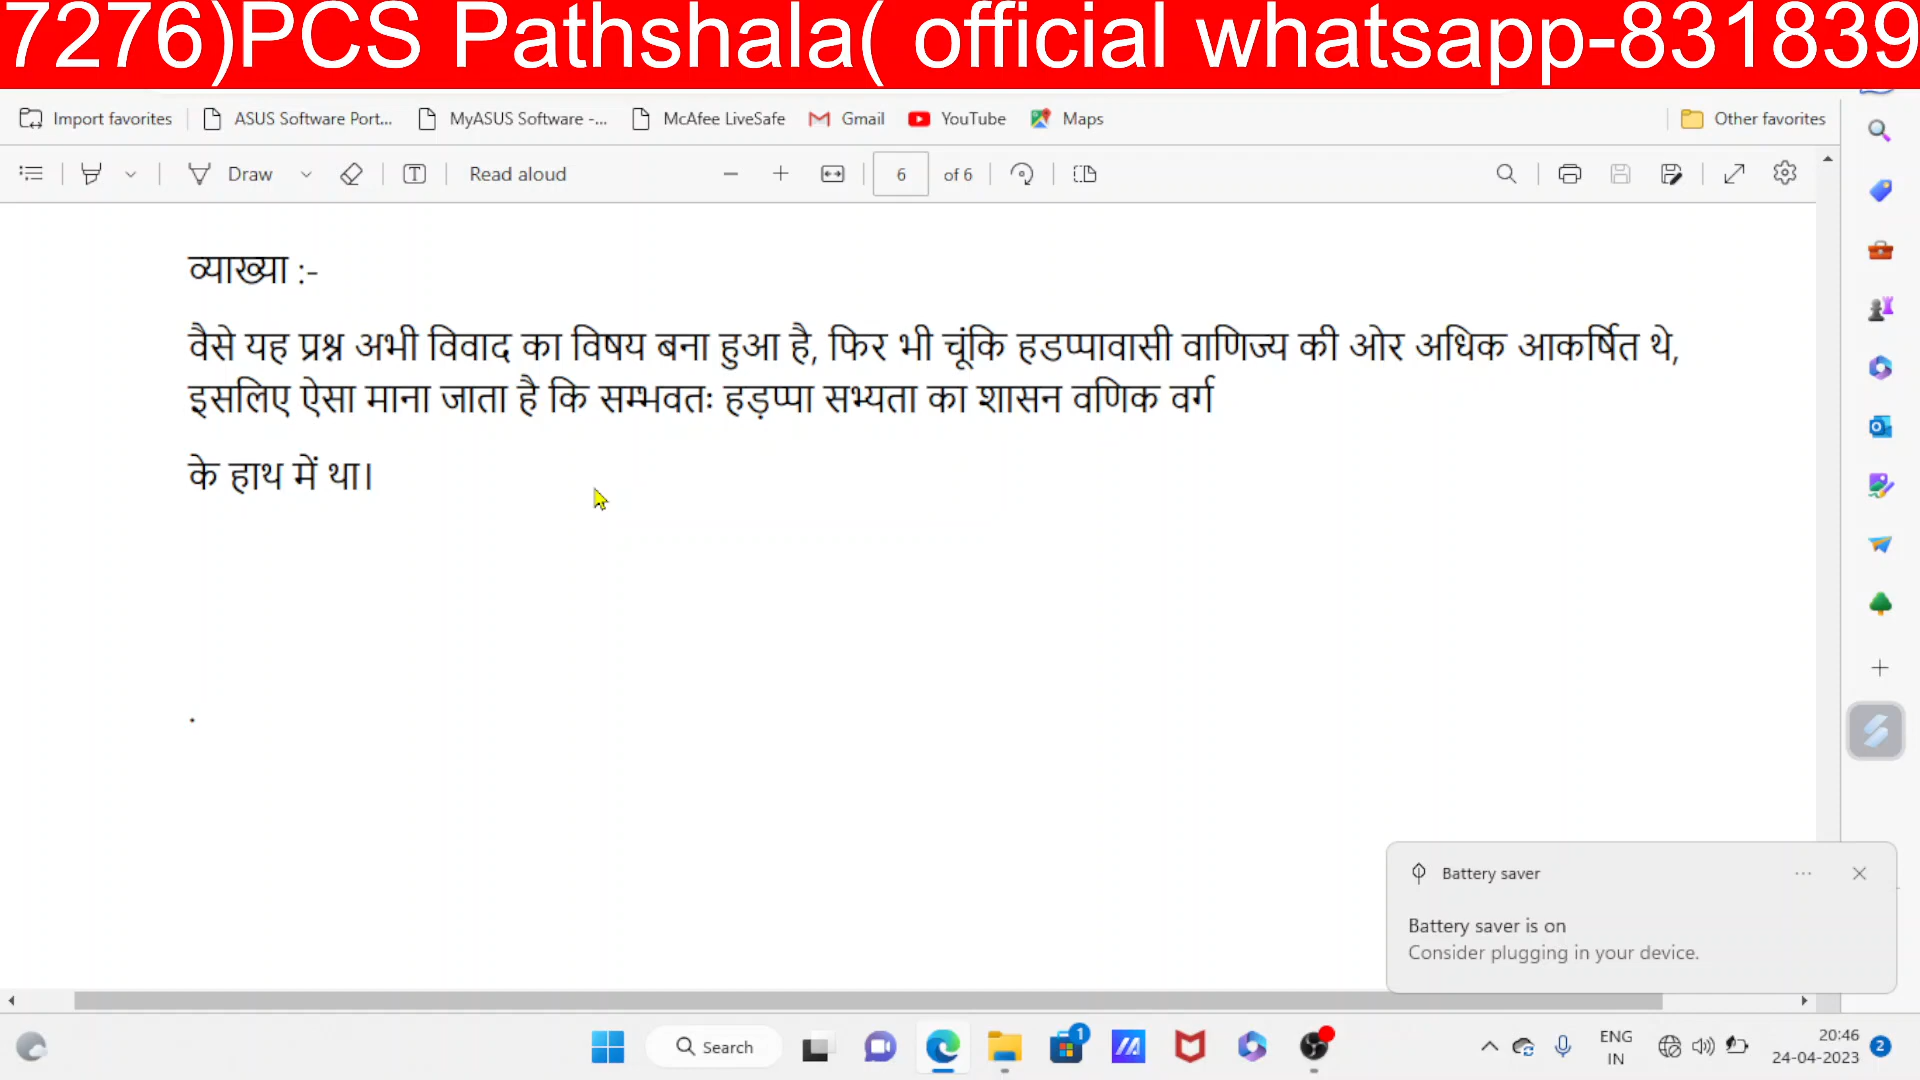 7276)PCS Pathshala( official whatsapp-831839
Import favorites ASUS Software Port... MyASUS Software -... McAfee LiveSafe Gmail YouTube Maps Other favorites
Draw Read aloud 6 of 6
व्याख्या :-
वैसे यह प्रश्न अभी विवाद का विषय बना हुआ है, फिर भी चूंकि हडप्पावासी वाणिज्य की ओर अधिक आकर्षित थे,
इसलिए ऐसा माना जाता है कि सम्भवतः हड़प्पा सभ्यता का शासन वणिक वर्ग
के हाथ में था।
.
Battery saver
Battery saver is on
Consider plugging in your device.
Search 1 ENG IN 20:46 24-04-2023 2